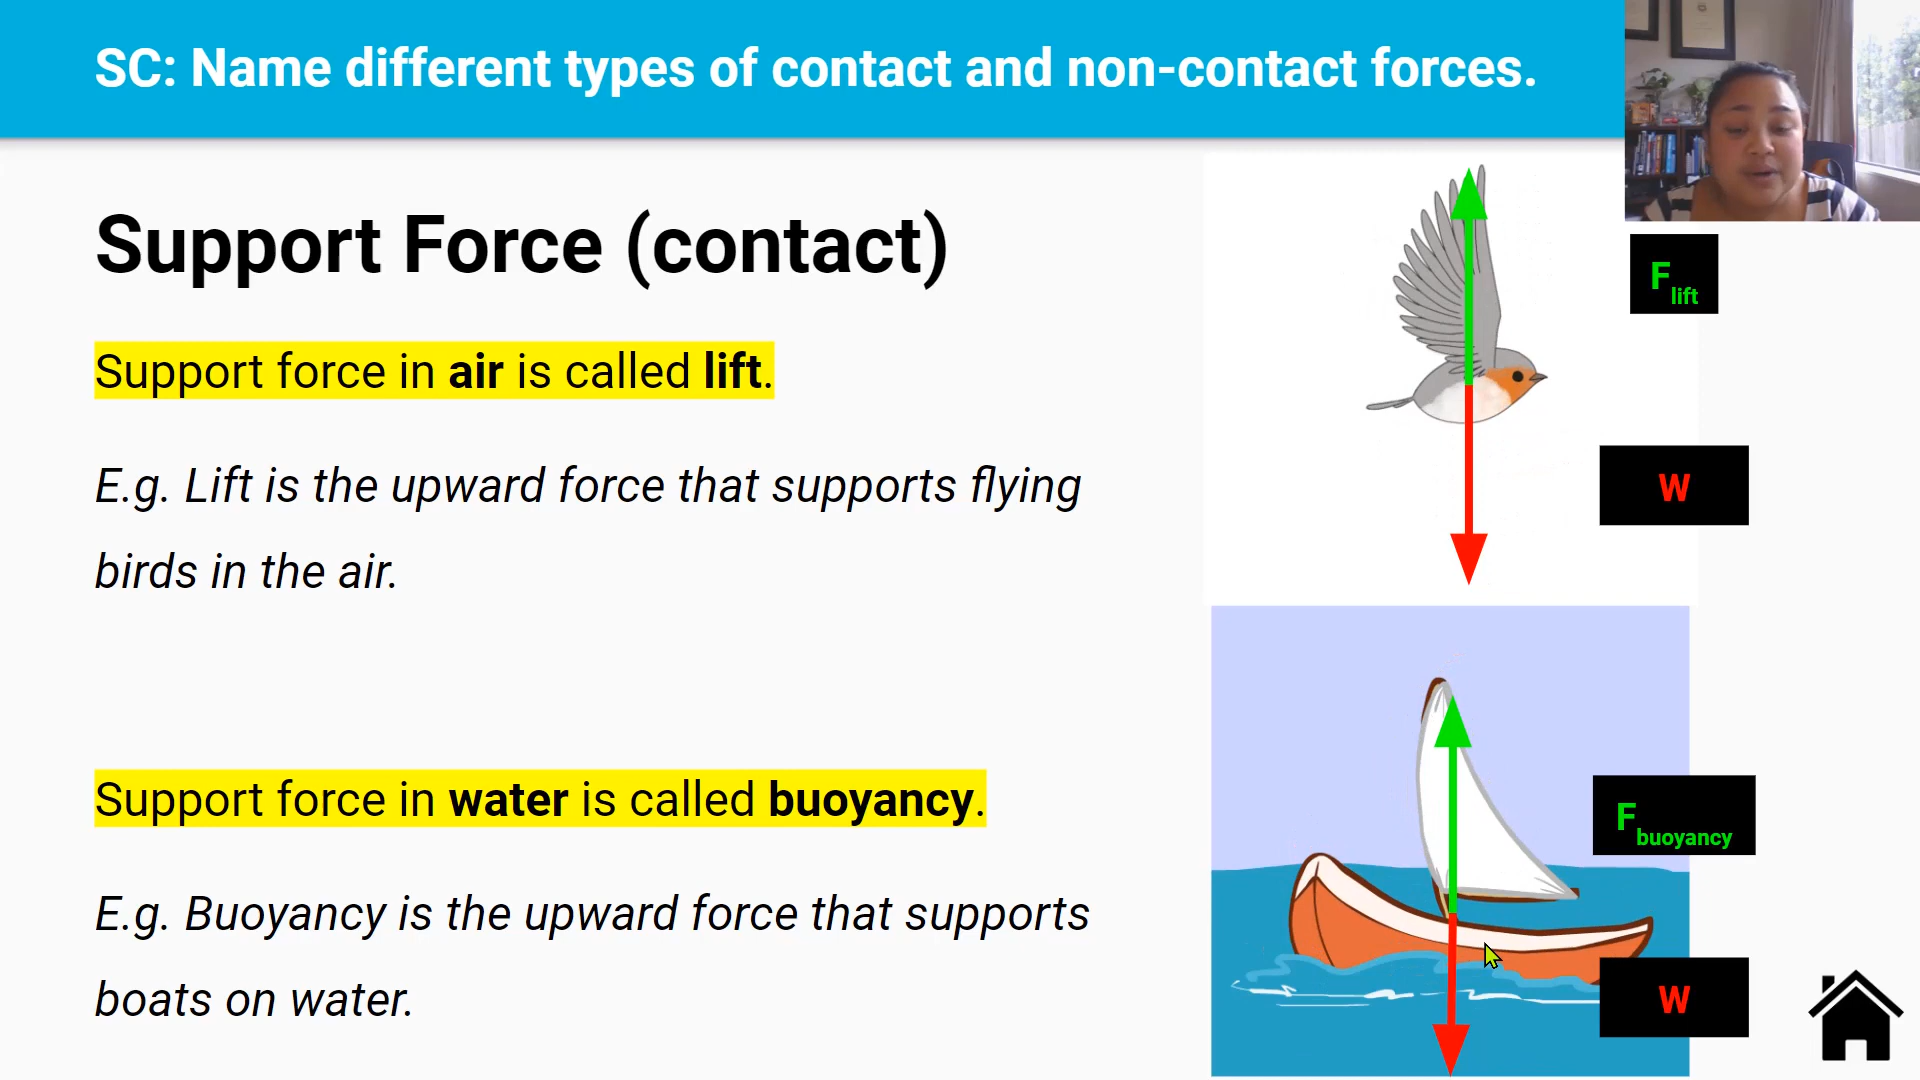 SC: Name different types of contact and non-contact forces.
Support Force (contact)
Support force in air is called lift.
E.g. Lift is the upward force that supports flying
birds in the air.
Support force in water is called buoyancy.
E.g. Buoyancy is the upward force that supports
boats on water.
F lift
W
F buoyancy
W